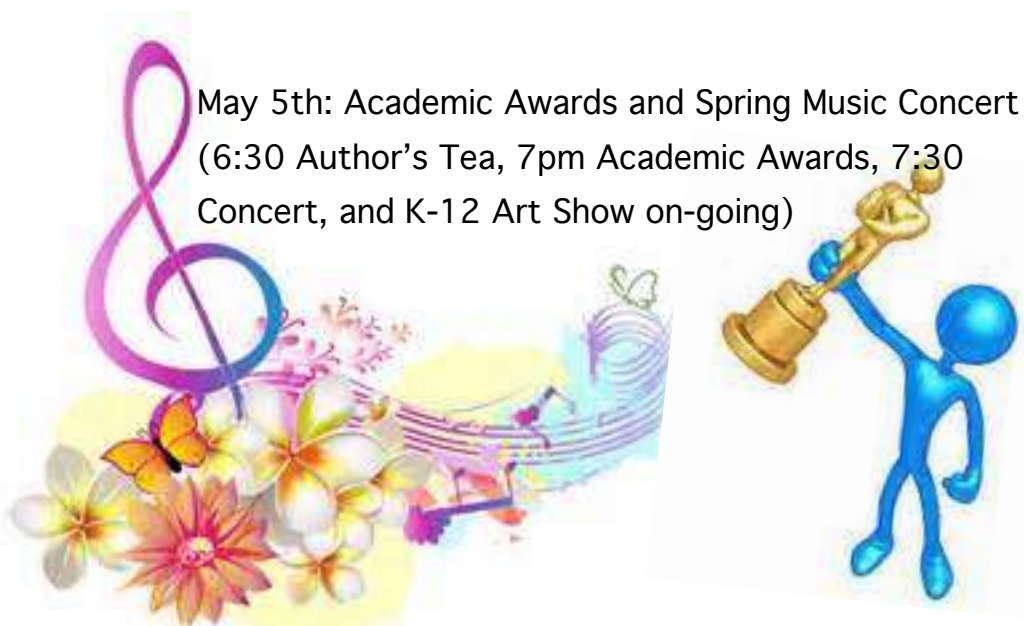 May 5th: Academic Awards and Spring Music Concert
(6:30 Author’s Tea, 7pm Academic Awards, 7:30
Concert, and K-12 Art Show on-going)